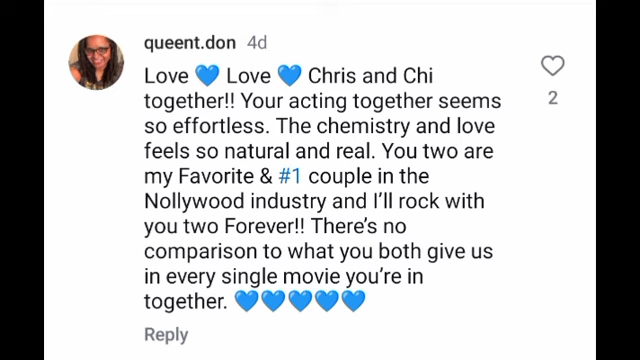 queent.don 4d
Love 💙 Love 💙 Chris and Chi
together!! Your acting together seems
so effortless. The chemistry and love
feels so natural and real. You two are
my Favorite & #1 couple in the
Nollywood industry and I'll rock with
you two Forever!! There's no
comparison to what you both give us
in every single movie you're in
together. 💙💙💙💙💙
2
Reply